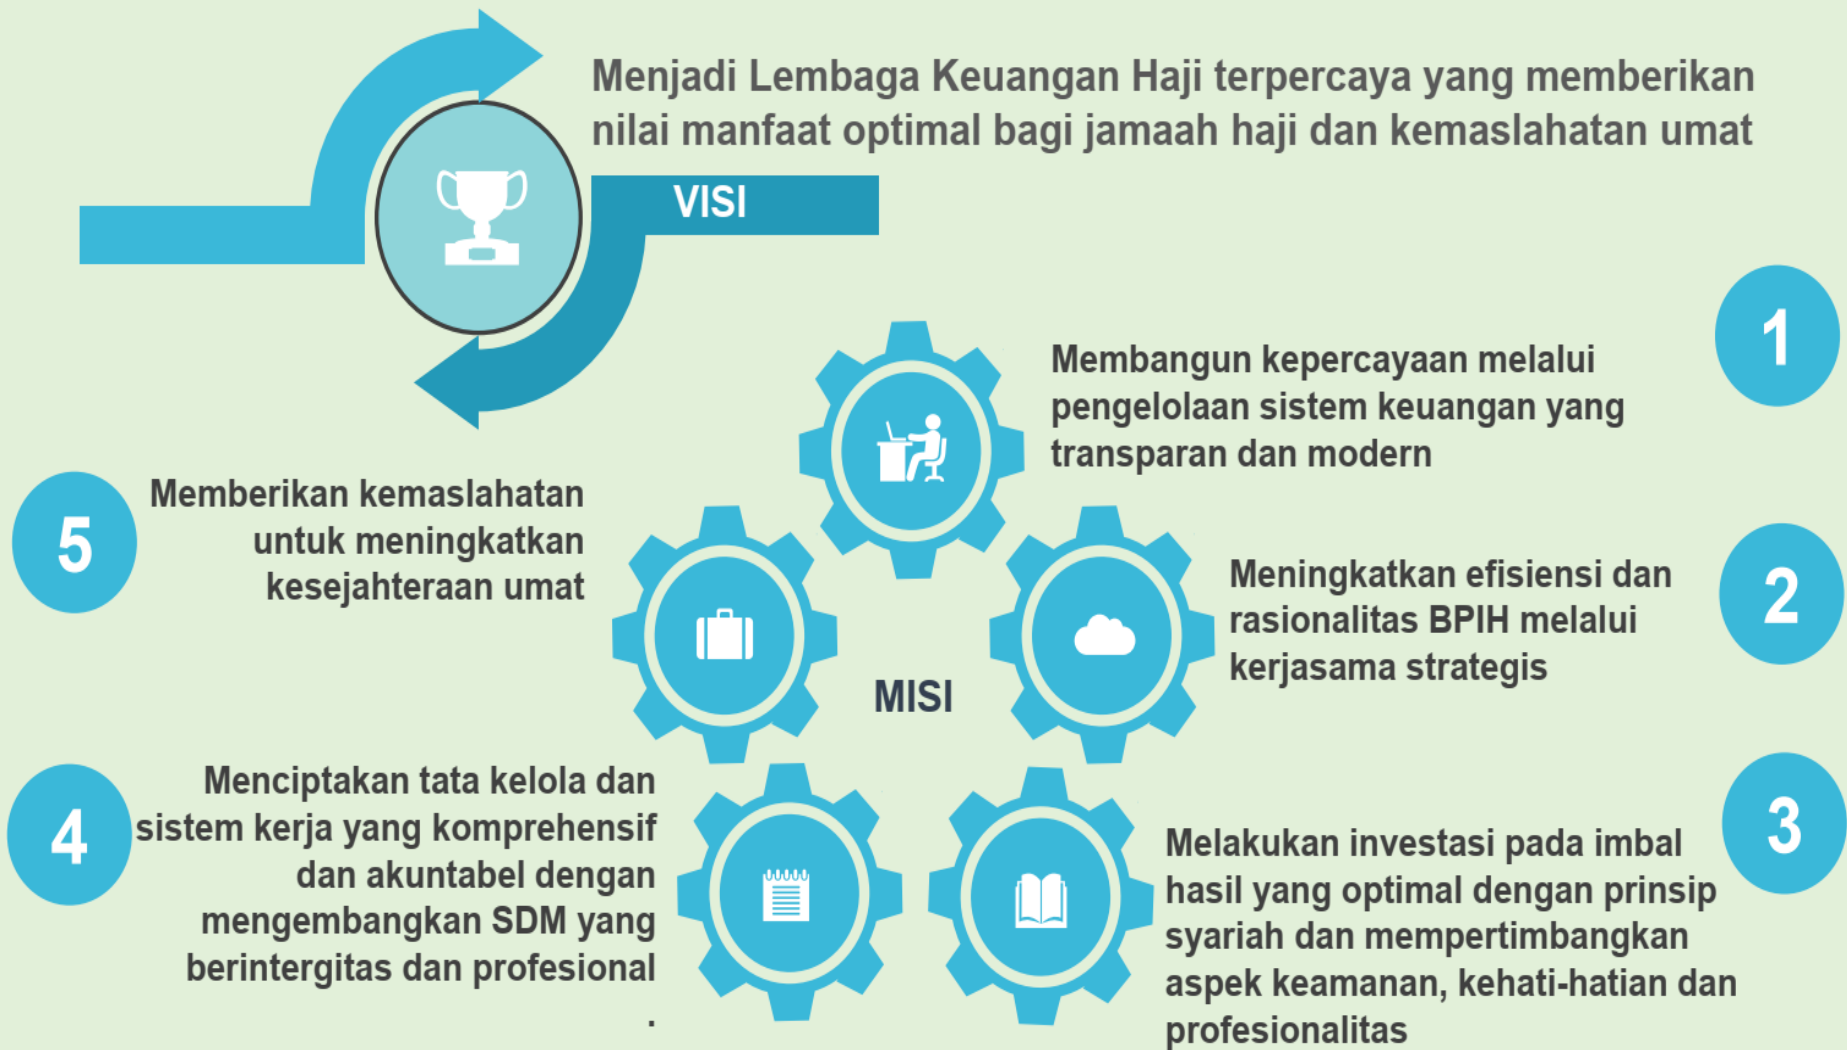 Menjadi Lembaga Keuangan Haji terpercaya yang memberikan
nilai manfaat optimal bagi jamaah haji dan kemaslahatan umat
VISI
1
Membangun kepercayaan melalui
pengelolaan sistem keuangan yang
transparan dan modern
2
Meningkatkan efisiensi dan
rasionalitas BPIH melalui
kerjasama strategis
MISI
3
Melakukan investasi pada imbal
hasil yang optimal dengan prinsip
syariah dan mempertimbangkan
aspek keamanan, kehati-hatian dan
profesionalitas
4
Menciptakan tata kelola dan
sistem kerja yang komprehensif
dan akuntabel dengan
mengembangkan SDM yang
berintergitas dan profesional
.
5
Memberikan kemaslahatan
untuk meningkatkan
kesejahteraan umat